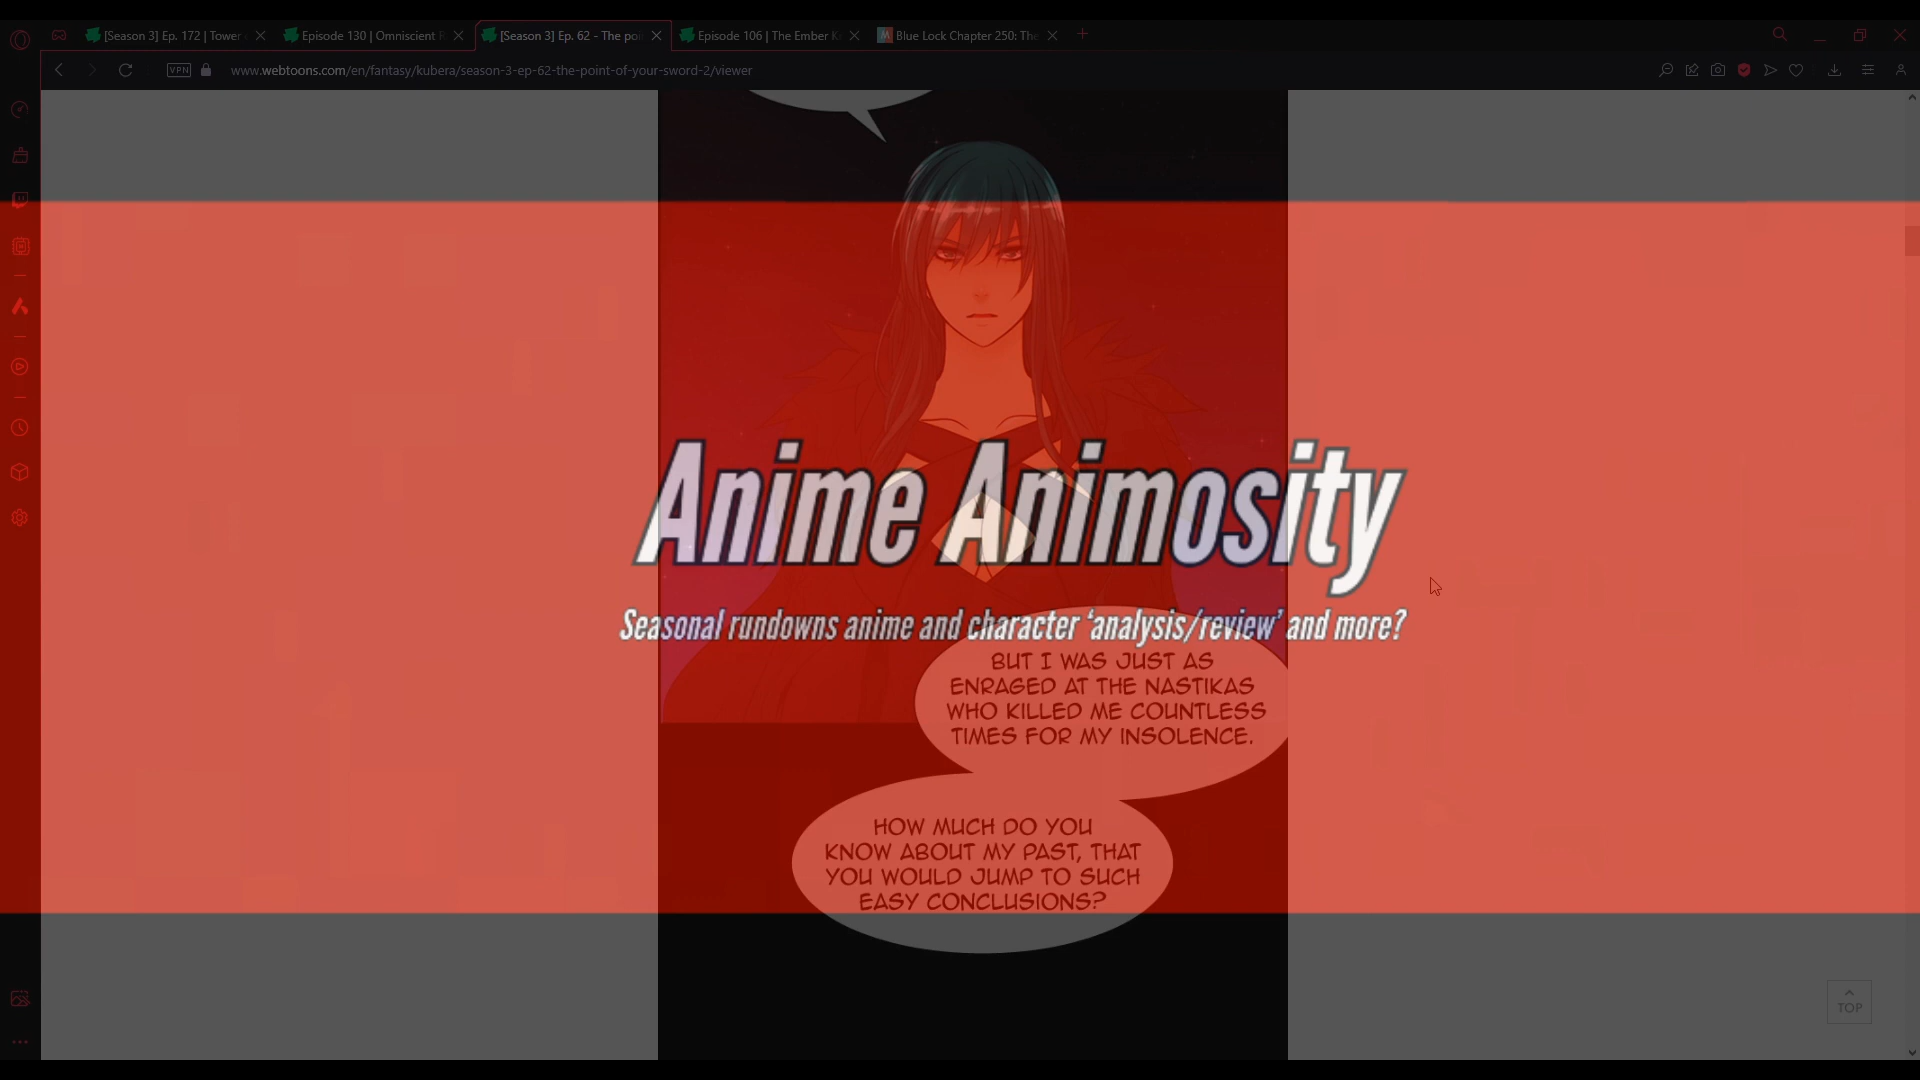 [Season 3] Ep. 172 | Tower
Episode 130 | Omniscient R
[Season 3] Ep. 62 - The poi
Episode 106 | The Ember K
Blue Lock Chapter 250: The
VPN
www.webtoons.com/en/fantasy/kubera/season-3-ep-62-the-point-of-your-sword-2/viewer
Anime Animosity
Seasonal rundowns anime and character 'analysis/review' and more?
BUT I WAS JUST AS
ENRAGED AT THE NASTIKAS
WHO KILLED ME COUNTLESS
TIMES FOR MY INSOLENCE.
HOW MUCH DO YOU
KNOW ABOUT MY PAST, THAT
YOU WOULD JUMP TO SUCH
EASY CONCLUSIONS?
TOP